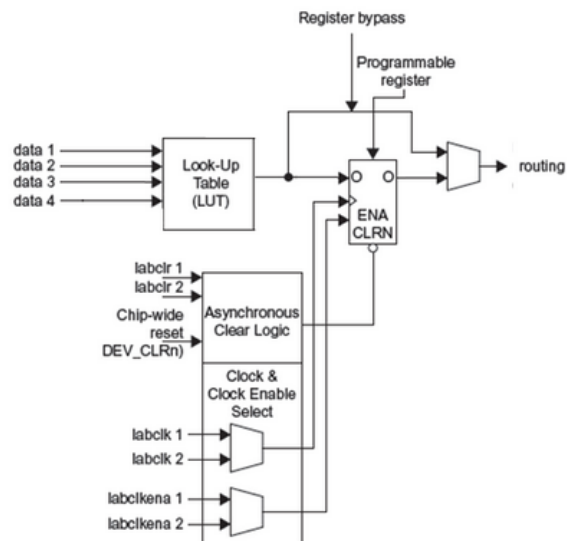 Register bypass
Programmable
register
data 1
data 2
data 3
data 4
Look-Up
Table
(LUT)
routing
ENA
CLRN
labclr 1
labclr 2
Chip-wide
reset
DEV_CLRn)
Asynchronous
Clear Logic
Clock &
Clock Enable
Select
labclk 1
labclk 2
labclkena 1
labclkena 2